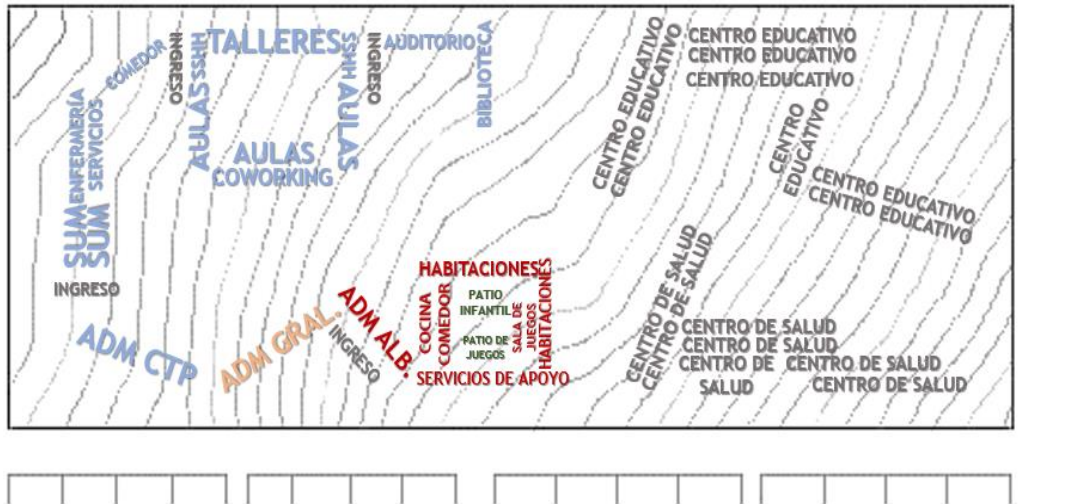 COMEDOR
INGRESO
SSHH
AULAS
TALLERES
SSHH
AULAS
INGRESO
AUDITORIO
BIBLIOTECA
AULAS
COWORKING
ENFERMERÍA
SERVICIOS
SUM
SUM
INGRESO
ADM CTP
ADM GRAL.
INGRESO
ADM ALB.
HABITACIONES
COCINA
COMEDOR
PATIO
INFANTIL
PATIO DE
JUEGOS
SALA DE
JUEGOS
HABITACIONES
SERVICIOS DE APOYO
CENTRO EDUCATIVO
CENTRO EDUCATIVO
CENTRO EDUCATIVO
CENTRO EDUCATIVO
CENTRO EDUCATIVO
CENTRO
EDUCATIVO
CENTRO EDUCATIVO
CENTRO EDUCATIVO
CENTRO DE SALUD
CENTRO DE SALUD
CENTRO DE SALUD
CENTRO DE SALUD
CENTRO DE
SALUD
CENTRO DE SALUD
CENTRO DE SALUD